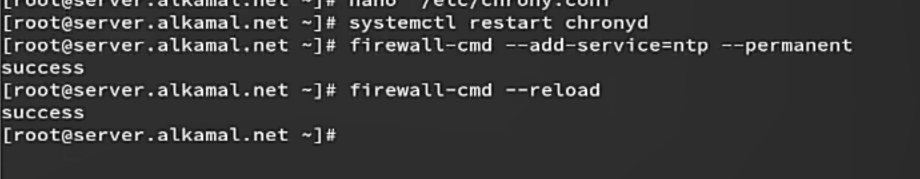 [root@server.alkamal.net ~]# nano /etc/chrony.conf
[root@server.alkamal.net ~]# systemctl restart chronyd
[root@server.alkamal.net ~]# firewall-cmd --add-service=ntp --permanent
success
[root@server.alkamal.net ~]# firewall-cmd --reload
success
[root@server.alkamal.net ~]#